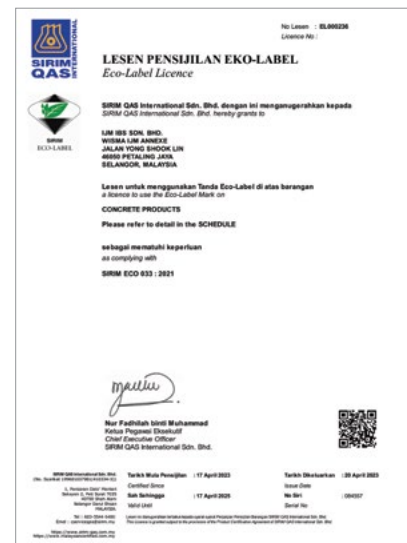 No Lesen : EL000236
Licence No :
SIRIM
QAS
INTERNATIONAL
LESEN PENSIJILAN EKO-LABEL
Eco-Label Licence
SIRIM
ECO-LABEL
SIRIM QAS International Sdn. Bhd. dengan ini menganugerahkan kepada
SIRIM QAS International Sdn. Bhd. hereby grants to
IJM IBS SDN. BHD.
WISMA IJM ANNEXE
JALAN YONG SHOOK LIN
46050 PETALING JAYA
SELANGOR, MALAYSIA
Lesen untuk menggunakan Tanda Eco-Label di atas barangan
a licence to use the Eco-Label Mark on
CONCRETE PRODUCTS
Please refer to detail in the SCHEDULE
sebagai mematuhi keperluan
as complying with
SIRIM ECO 033 : 2021
Nur Fadhilah binti Muhammad
Ketua Pegawai Eksekutif
Chief Executive Officer
SIRIM QAS International Sdn. Bhd.
SIRIM QAS International Sdn. Bhd.
Tarikh Mula Pensijilan : 17 April 2023
Certified Since
Tarikh Dikeluarkan : 20 April 2023
Issue Date
Sah Sehingga : 17 April 2025
Valid Until
No Siri
Serial No